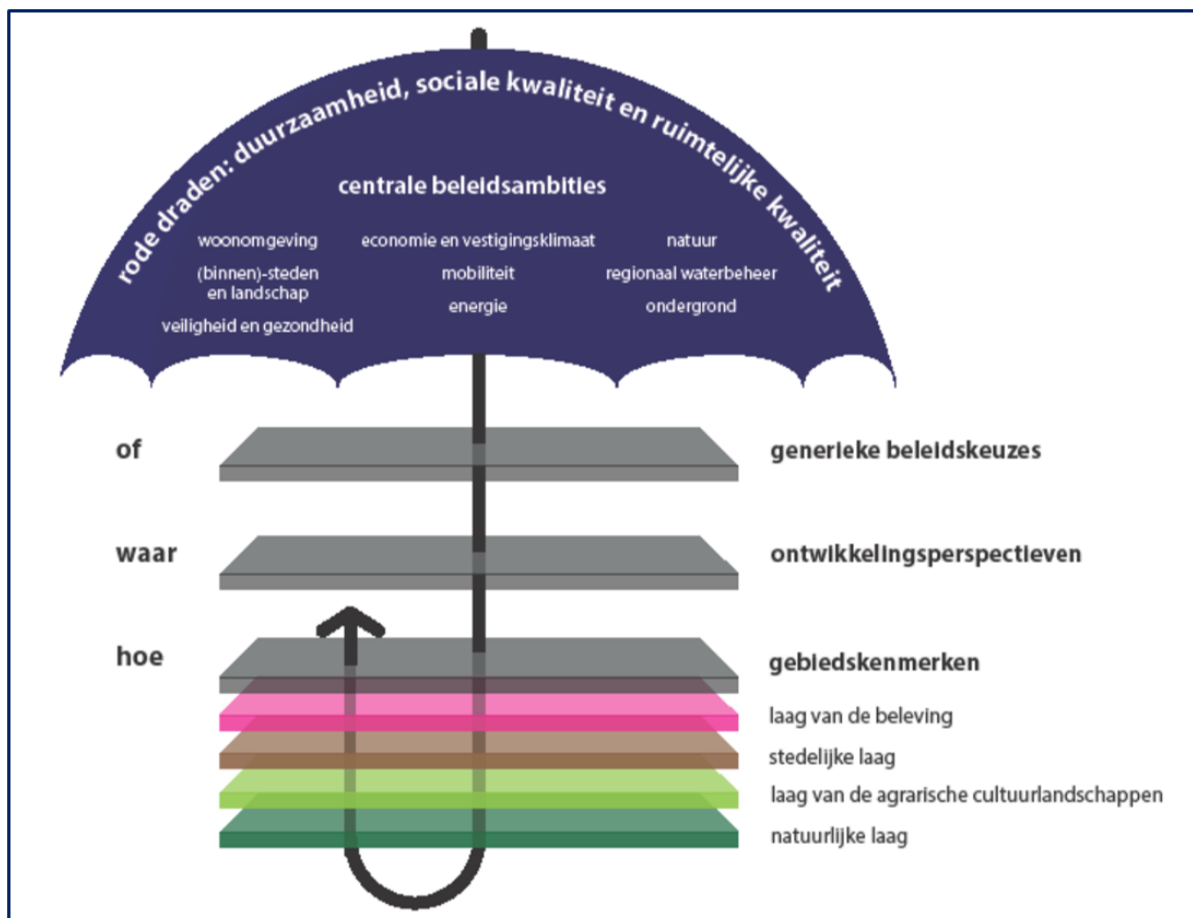 rode draden: duurzaamheid, sociale kwaliteit en ruimtelijke kwaliteit
centrale beleidsambities
woonomgeving
(binnen)-steden
en landschap
veiligheid en gezondheid
economie en vestigingsklimaat
mobiliteit
energie
natuur
regionaal waterbeheer
ondergrond
of
generieke beleidskeuzes
waar
ontwikkelingsperspectieven
hoe
gebiedskenmerken
laag van de beleving
stedelijke laag
laag van de agrarische cultuurlandschappen
natuurlijke laag